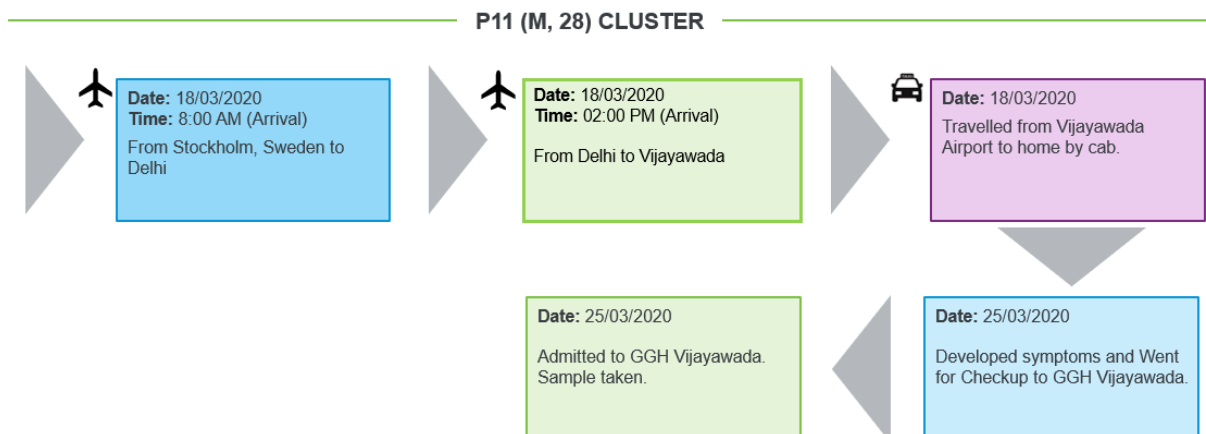 P11 (M, 28) CLUSTER
Date: 18/03/2020
Time: 8:00 AM (Arrival)
From Stockholm, Sweden to
Delhi
Date: 18/03/2020
Time: 02:00 PM (Arrival)
From Delhi to Vijayawada
Date: 18/03/2020
Travelled from Vijayawada
Airport to home by cab.
Date: 25/03/2020
Developed symptoms and Went
for Checkup to GGH Vijayawada.
Date: 25/03/2020
Admitted to GGH Vijayawada.
Sample taken.